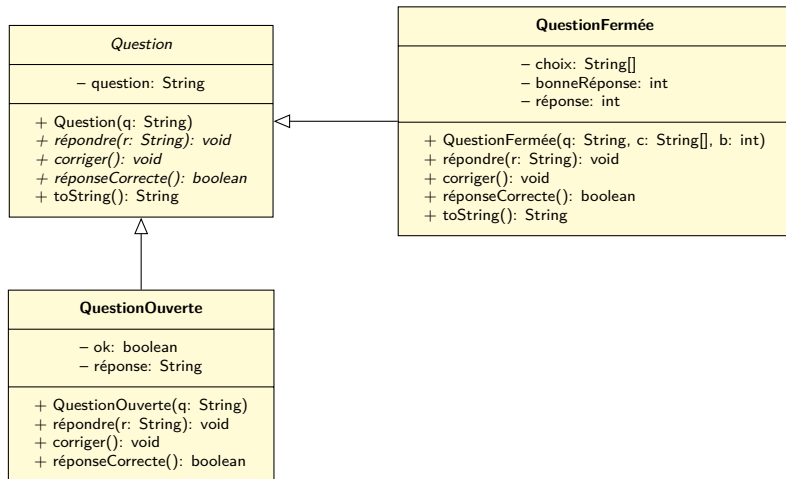 Question
– question: String
+ Question(q: String)
+ répondre(r: String): void
+ corriger(): void
+ réponseCorrecte(): boolean
+ toString(): String
QuestionFermée
– choix: String[]
– bonneRéponse: int
– réponse: int
+ QuestionFermée(q: String, c: String[], b: int)
+ répondre(r: String): void
+ corriger(): void
+ réponseCorrecte(): boolean
+ toString(): String
QuestionOuverte
– ok: boolean
– réponse: String
+ QuestionOuverte(q: String)
+ répondre(r: String): void
+ corriger(): void
+ réponseCorrecte(): boolean